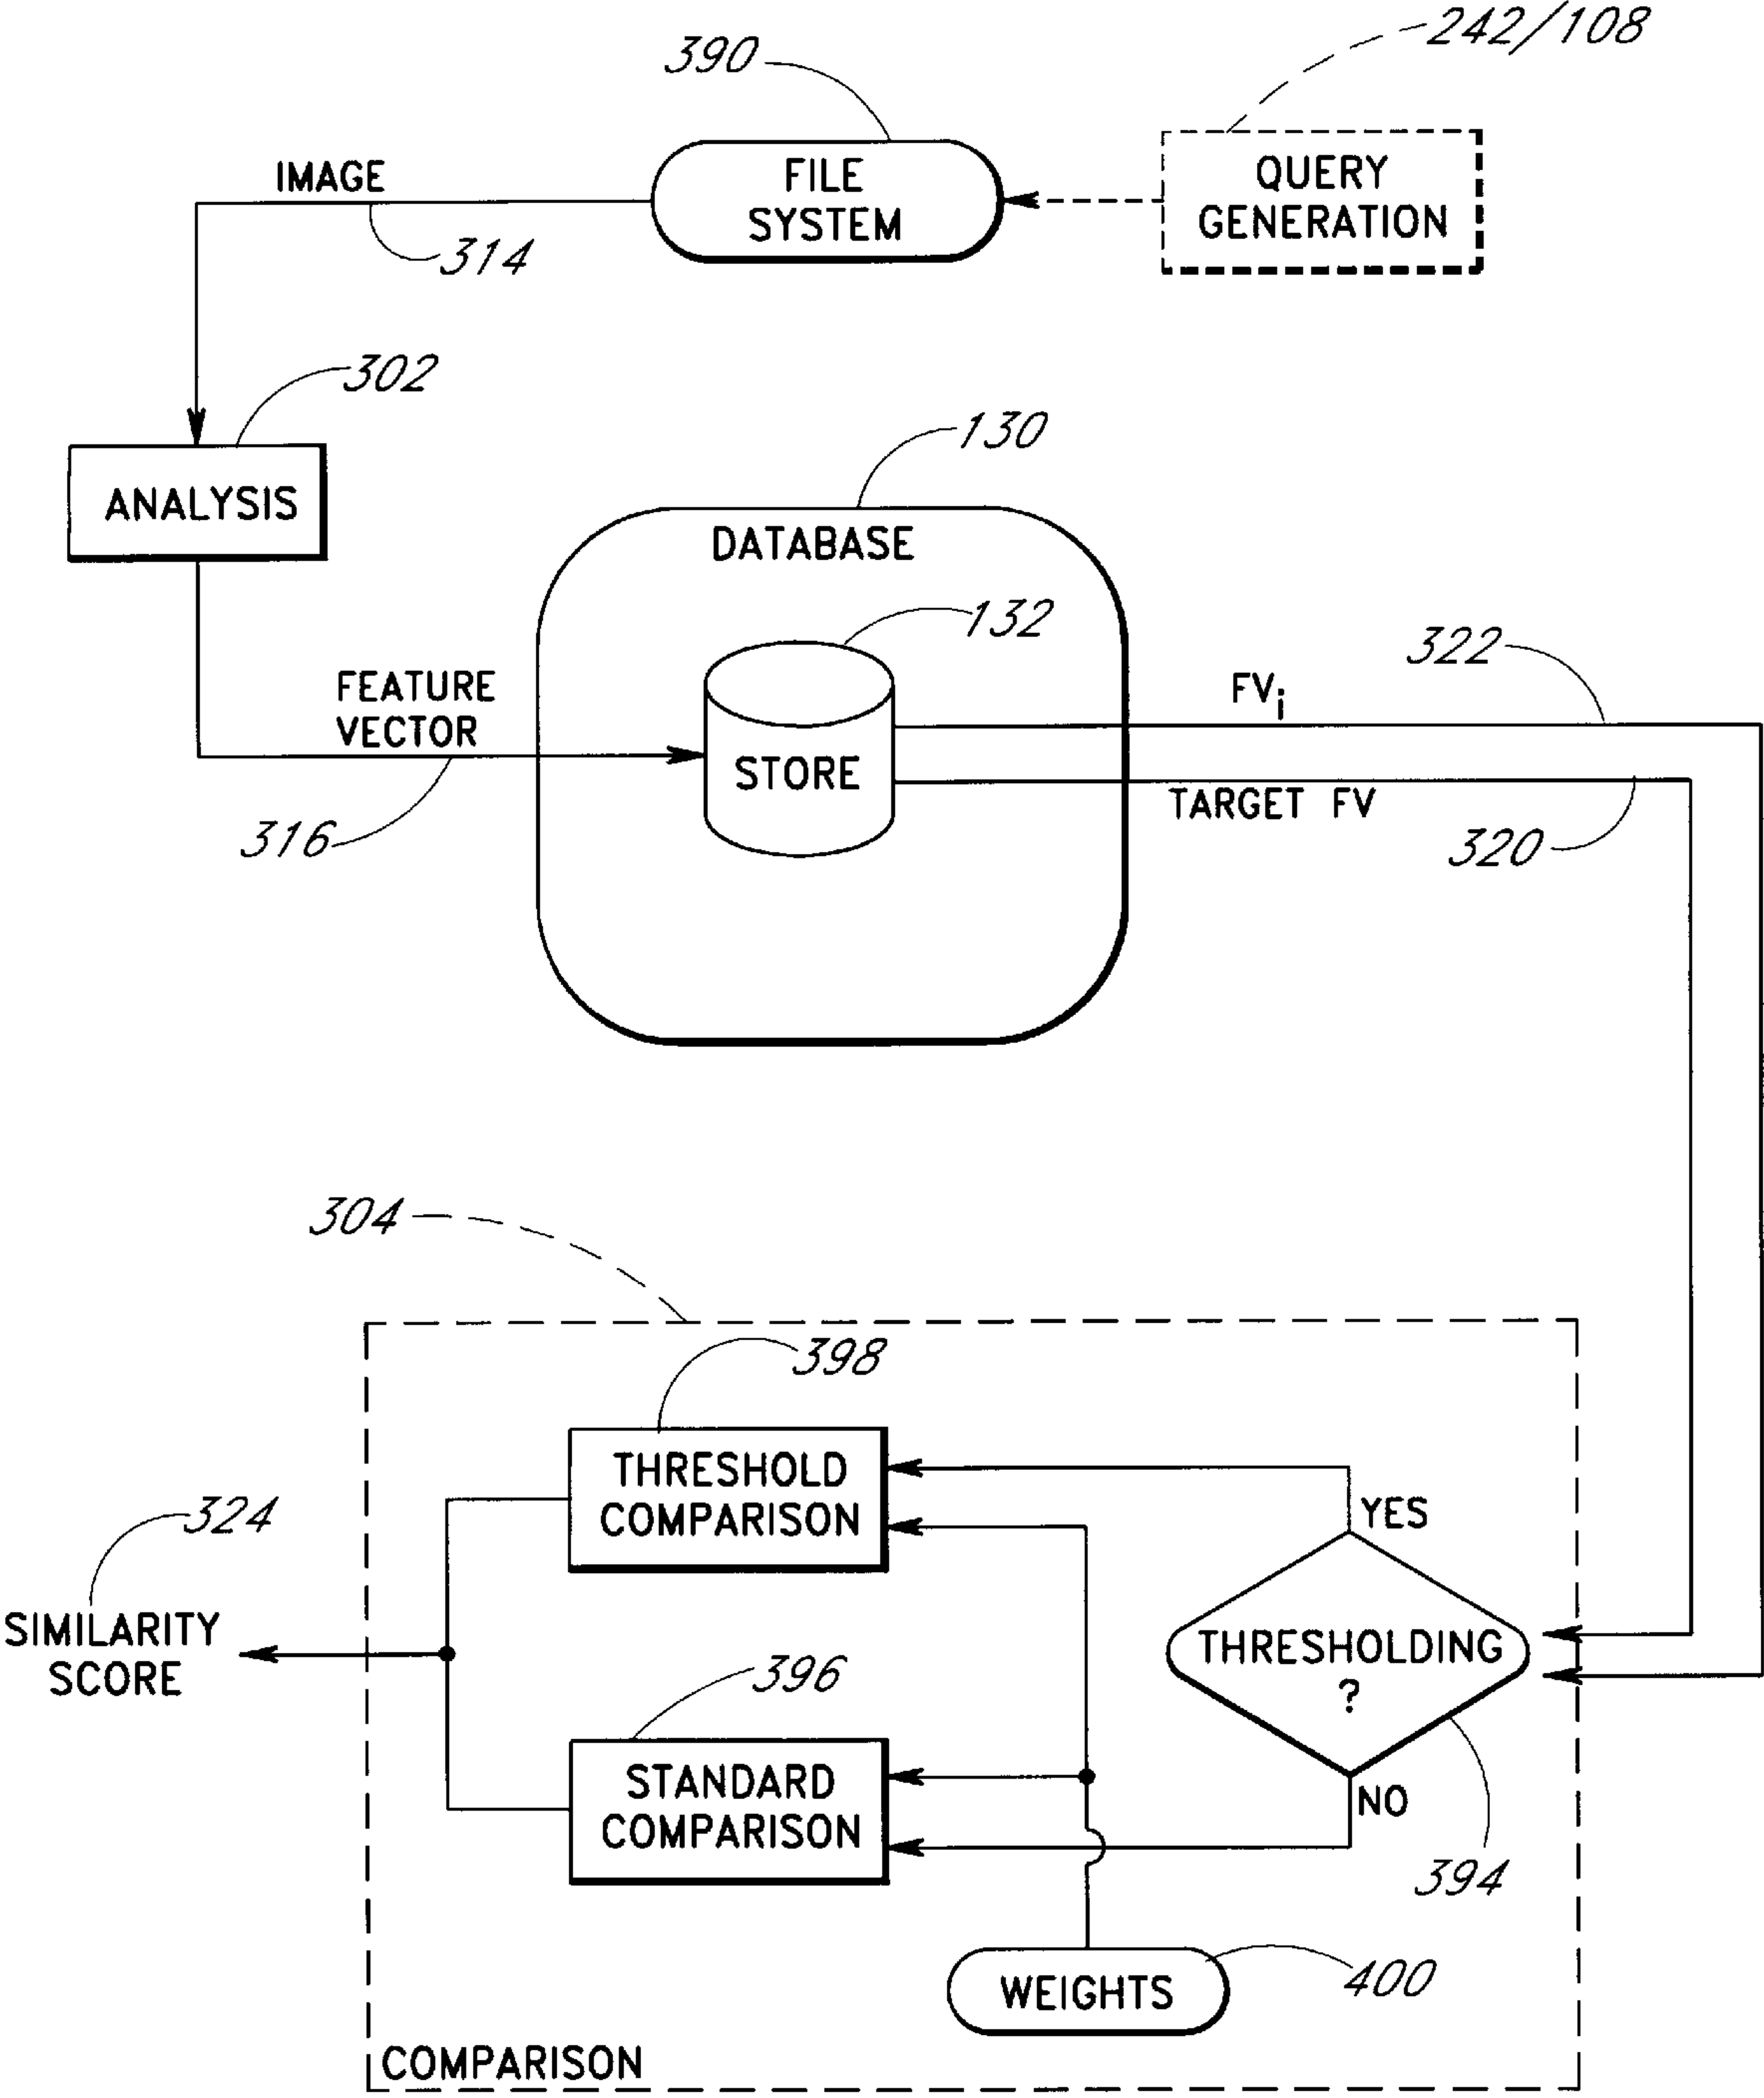 242/108
390
QUERY
GENERATION
FILE
SYSTEM
IMAGE
314
302
ANALYSIS
130
DATABASE
132
STORE
FEATURE
VECTOR
316
322
FVi
TARGET FV
320
304
398
THRESHOLD
COMPARISON
YES
324
SIMILARITY
SCORE
THRESHOLDING
?
396
STANDARD
COMPARISON
NO
394
WEIGHTS
400
COMPARISON